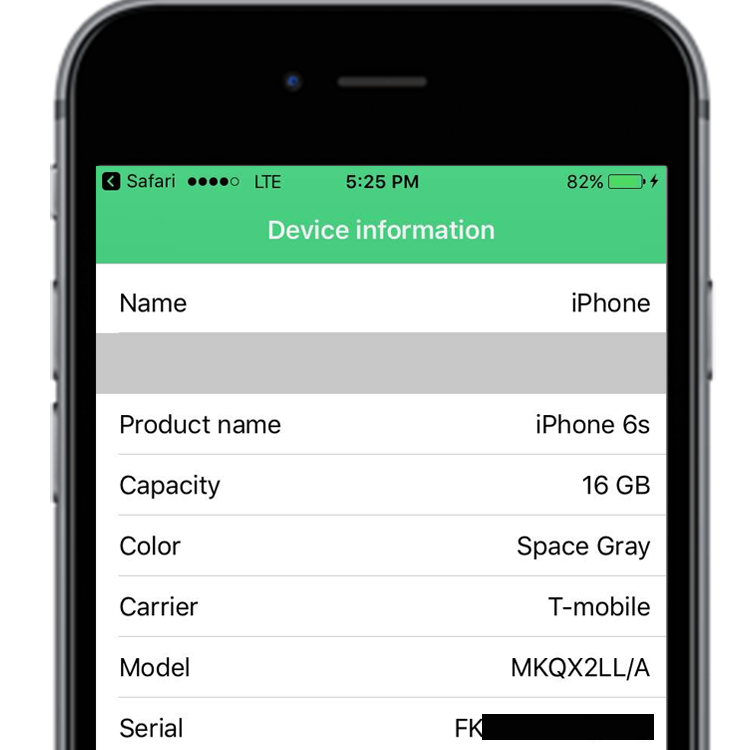 Safari LTE 5:25 PM 82%
Device information
Name iPhone
Product name iPhone 6s
Capacity 16 GB
Color Space Gray
Carrier T-mobile
Model MKQX2LL/A
Serial FK